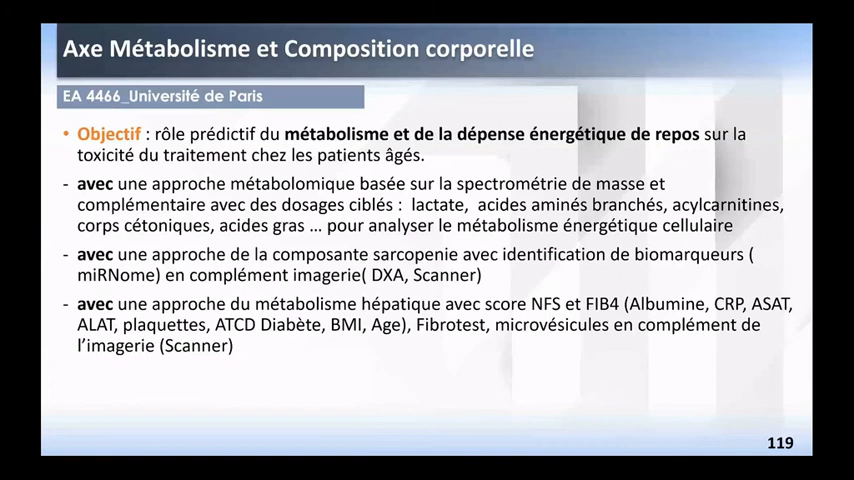 Axe Métabolisme et Composition corporelle
EA 4466_Université de Paris
• Objectif : rôle prédictif du métabolisme et de la dépense énergétique de repos sur la
toxicité du traitement chez les patients âgés.
- avec une approche métabolomique basée sur la spectrométrie de masse et
complémentaire avec des dosages ciblés : lactate, acides aminés branchés, acylcarnitines,
corps cétoniques, acides gras ... pour analyser le métabolisme énergétique cellulaire
- avec une approche de la composante sarcopenie avec identification de biomarqueurs (
miRNome) en complément imagerie( DXA, Scanner)
- avec une approche du métabolisme hépatique avec score NFS et FIB4 (Albumine, CRP, ASAT,
ALAT, plaquettes, ATCD Diabète, BMI, Age), Fibrotest, microvésicules en complément de
l’imagerie (Scanner)
119